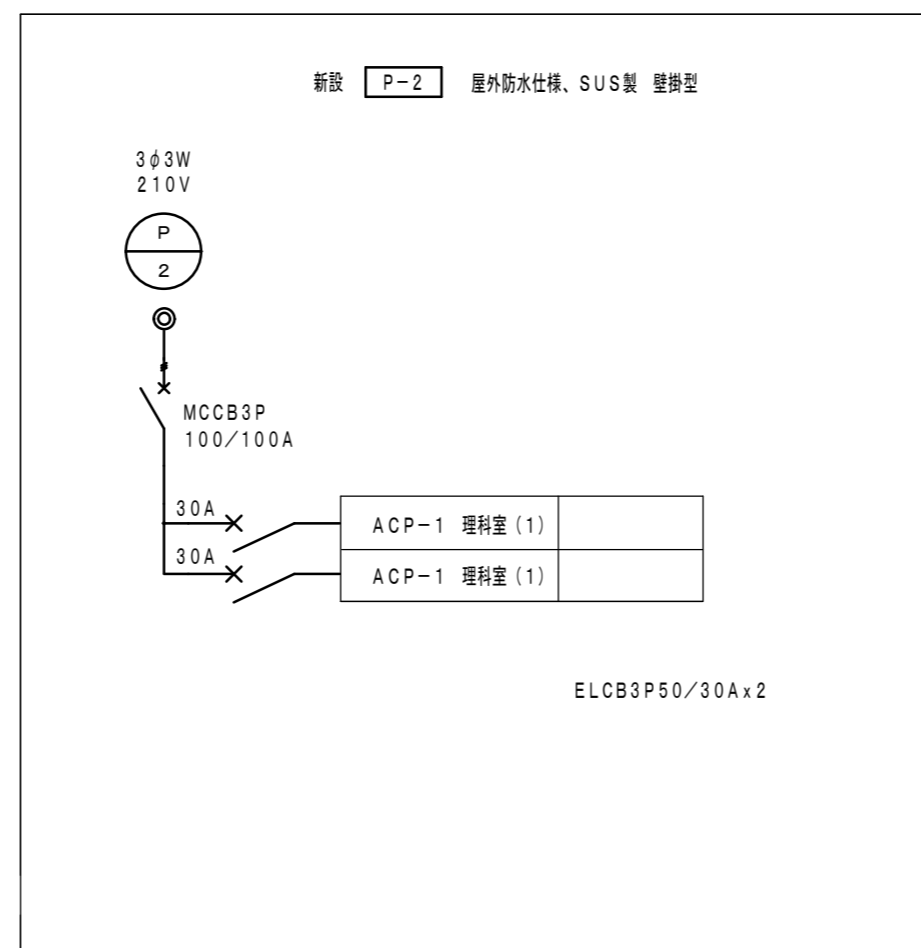 新設 P-2 屋外防水仕様、SUS製 壁掛型
3φ3W
210V
P
2
MCCB3P
100/100A
30A
ACP-1 理科室(1)
30A
ACP-1 理科室(1)
ELCB3P50/30Ax2